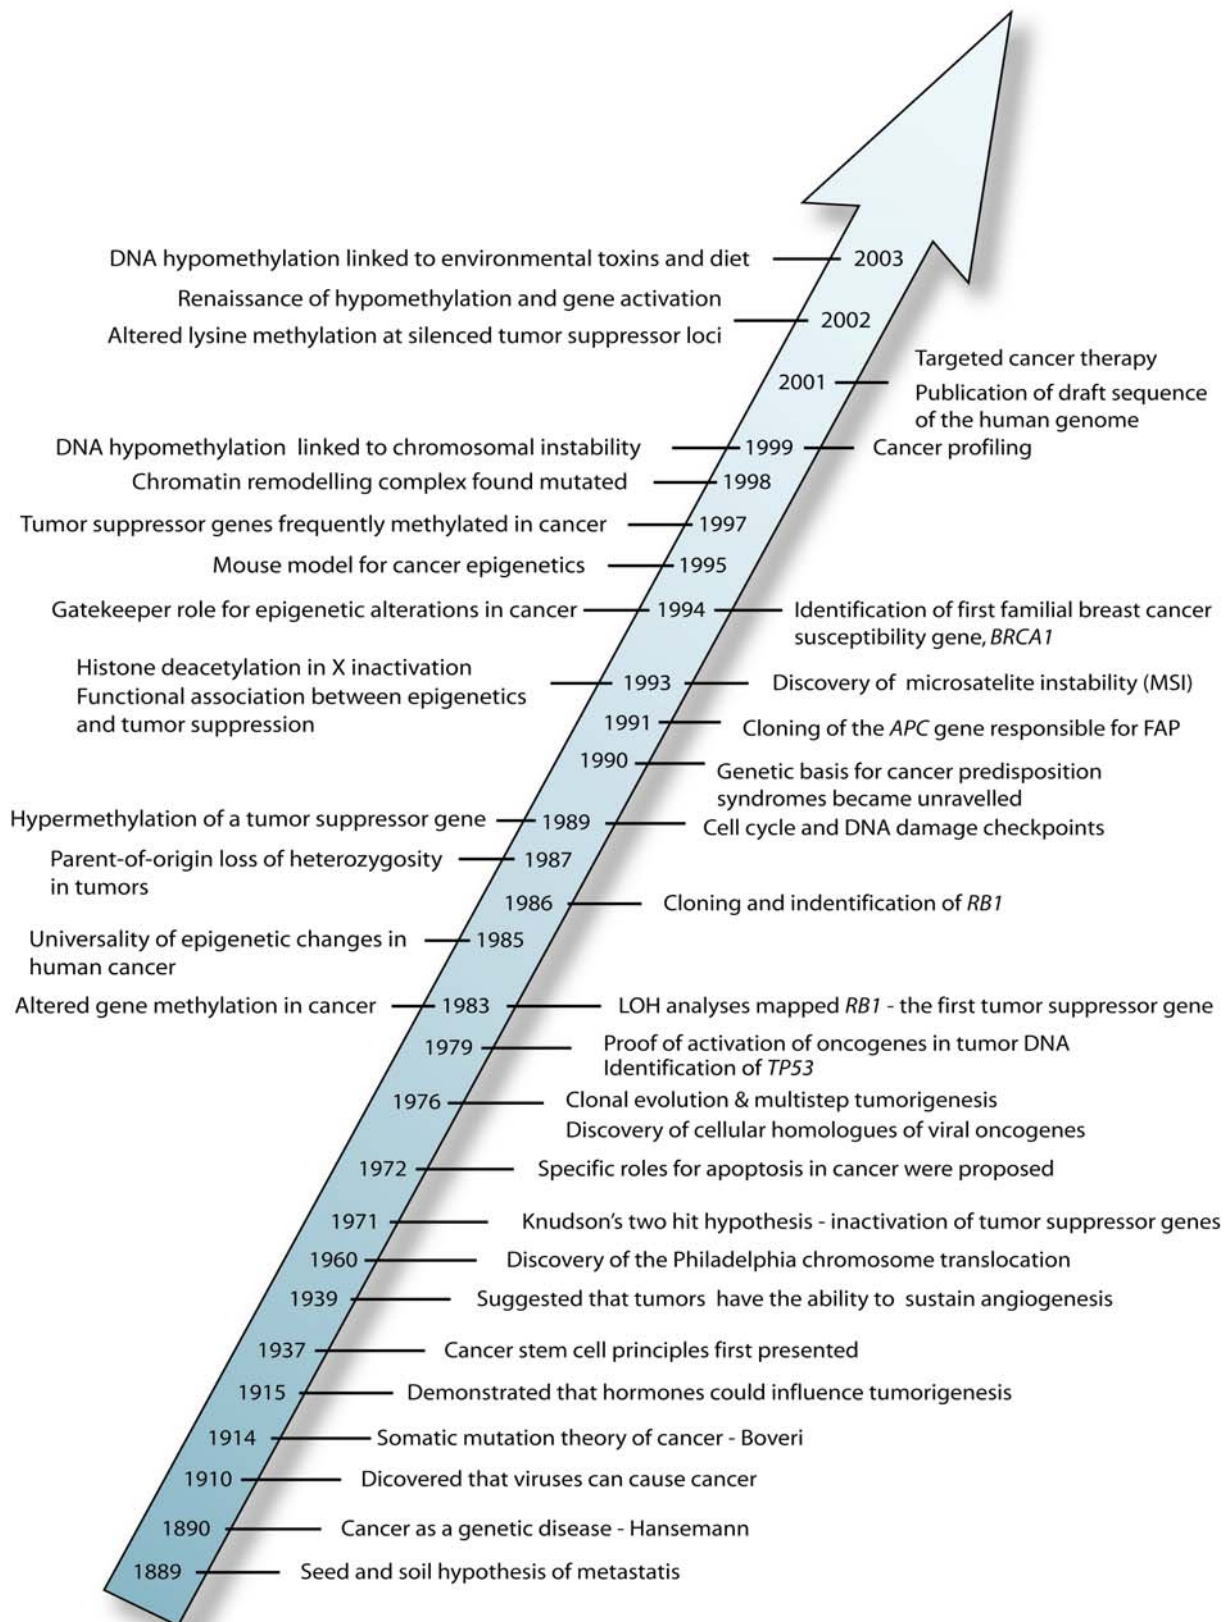 DNA hypomethylation linked to environmental toxins and diet
2003
Renaissance of hypomethylation and gene activation
Altered lysine methylation at silenced tumor suppressor loci
2002
2001
Targeted cancer therapy
Publication of draft sequence
of the human genome
DNA hypomethylation linked to chromosomal instability
1999
Cancer profiling
Chromatin remodelling complex found mutated
1998
Tumor suppressor genes frequently methylated in cancer
1997
Mouse model for cancer epigenetics
1995
Gatekeeper role for epigenetic alterations in cancer
1994
Identification of first familial breast cancer
susceptibility gene, BRCA1
Histone deacetylation in X inactivation
Functional association between epigenetics
and tumor suppression
1993
Discovery of microsatelite instability (MSI)
1991
Cloning of the APC gene responsible for FAP
1990
Genetic basis for cancer predisposition
syndromes became unravelled
Hypermethylation of a tumor suppressor gene
1989
Cell cycle and DNA damage checkpoints
Parent-of-origin loss of heterozygosity
in tumors
1987
1986
Cloning and indentification of RB1
Universality of epigenetic changes in
human cancer
1985
Altered gene methylation in cancer
1983
LOH analyses mapped RB1 - the first tumor suppressor gene
1979
Proof of activation of oncogenes in tumor DNA
Identification of TP53
1976
Clonal evolution & multistep tumorigenesis
Discovery of cellular homologues of viral oncogenes
1972
Specific roles for apoptosis in cancer were proposed
1971
Knudson's two hit hypothesis - inactivation of tumor suppressor genes
1960
Discovery of the Philadelphia chromosome translocation
1939
Suggested that tumors have the ability to sustain angiogenesis
1937
Cancer stem cell principles first presented
1915
Demonstrated that hormones could influence tumorigenesis
1914
Somatic mutation theory of cancer - Boveri
1910
Dicovered that viruses can cause cancer
1890
Cancer as a genetic disease - Hansemann
1889
Seed and soil hypothesis of metastatis